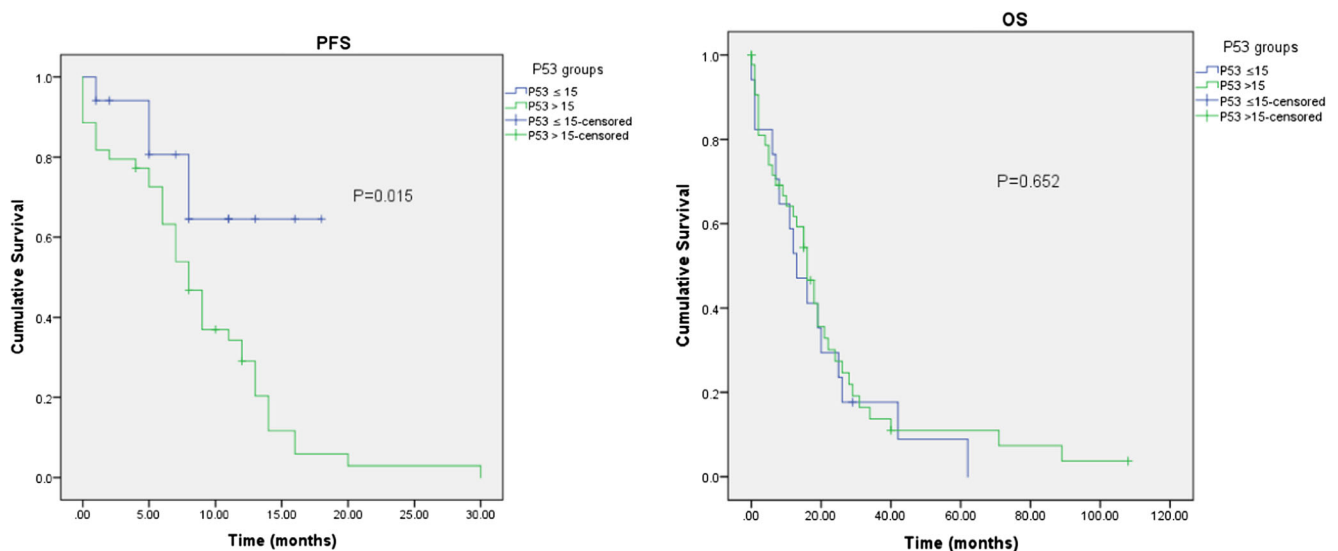 PFS
P53 groups
P53 ≤ 15
P53 > 15
P53 ≤ 15-censored
P53 > 15-censored
P=0.015
Cumulative Survival
1.0
0.8
0.6
0.4
0.2
0.0
.00 5.00 10.00 15.00 20.00 25.00 30.00
Time (months)
OS
P53 groups
P53 ≤15
P53 >15
P53 ≤15-censored
P53 >15-censored
P=0.652
Cumulative Survival
1.0
0.8
0.6
0.4
0.2
0.0
.00 20.00 40.00 60.00 80.00 100.00 120.00
Time (months)